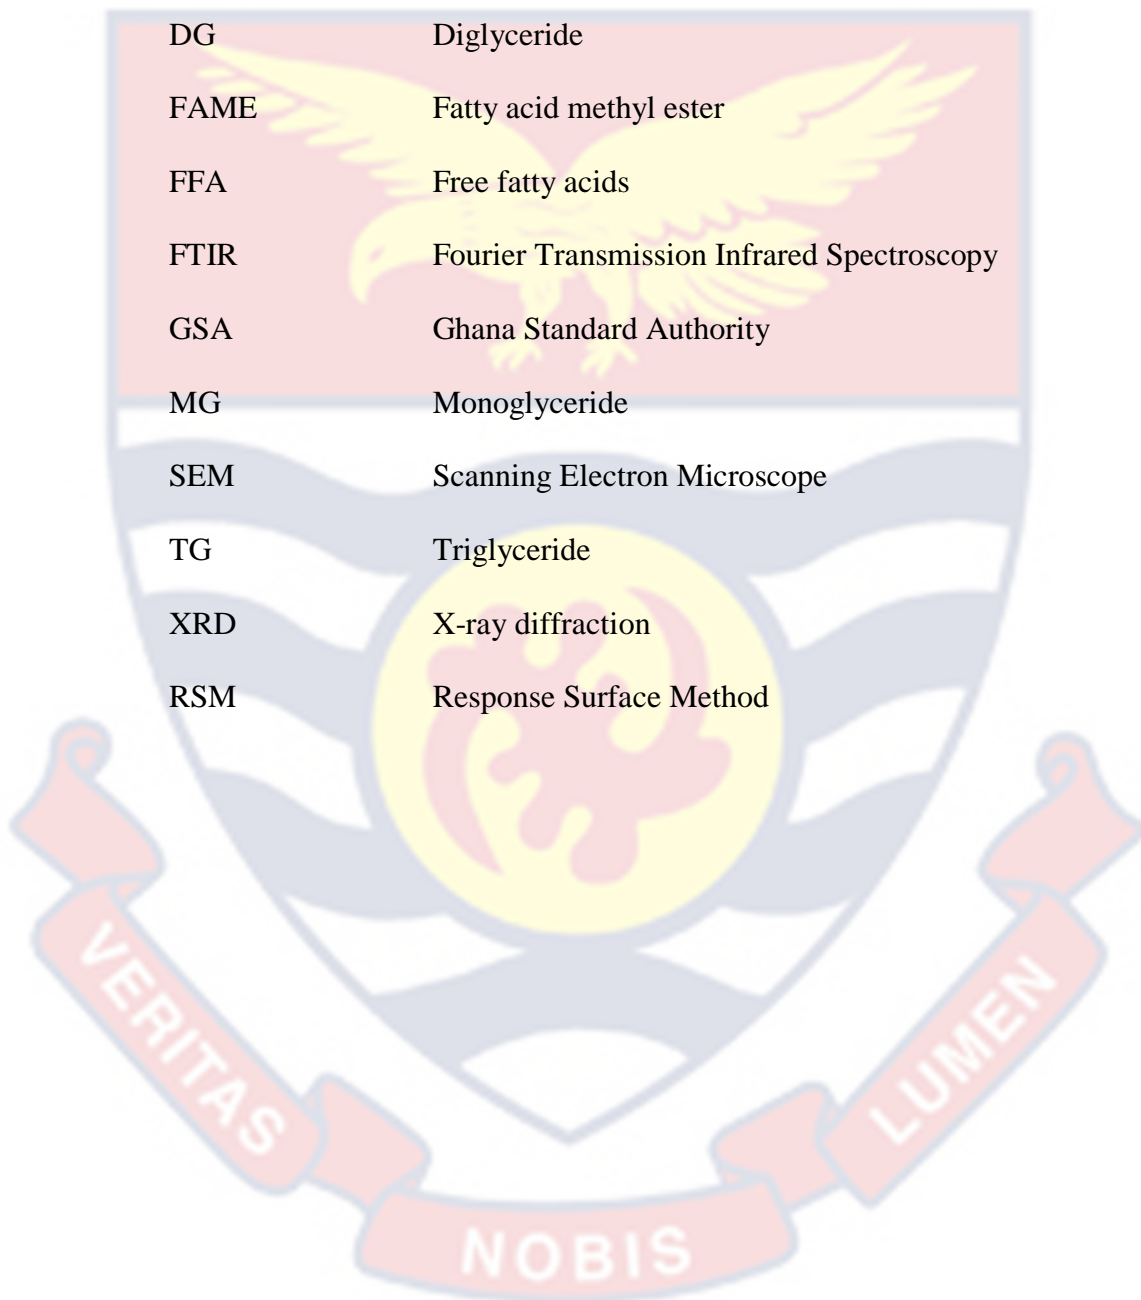 DG Diglyceride
FAME Fatty acid methyl ester
FFA Free fatty acids
FTIR Fourier Transmission Infrared Spectroscopy
GSA Ghana Standard Authority
MG Monoglyceride
SEM Scanning Electron Microscope
TG Triglyceride
XRD X-ray diffraction
RSM Response Surface Method
VERITAS
NOBIS
LUMEN